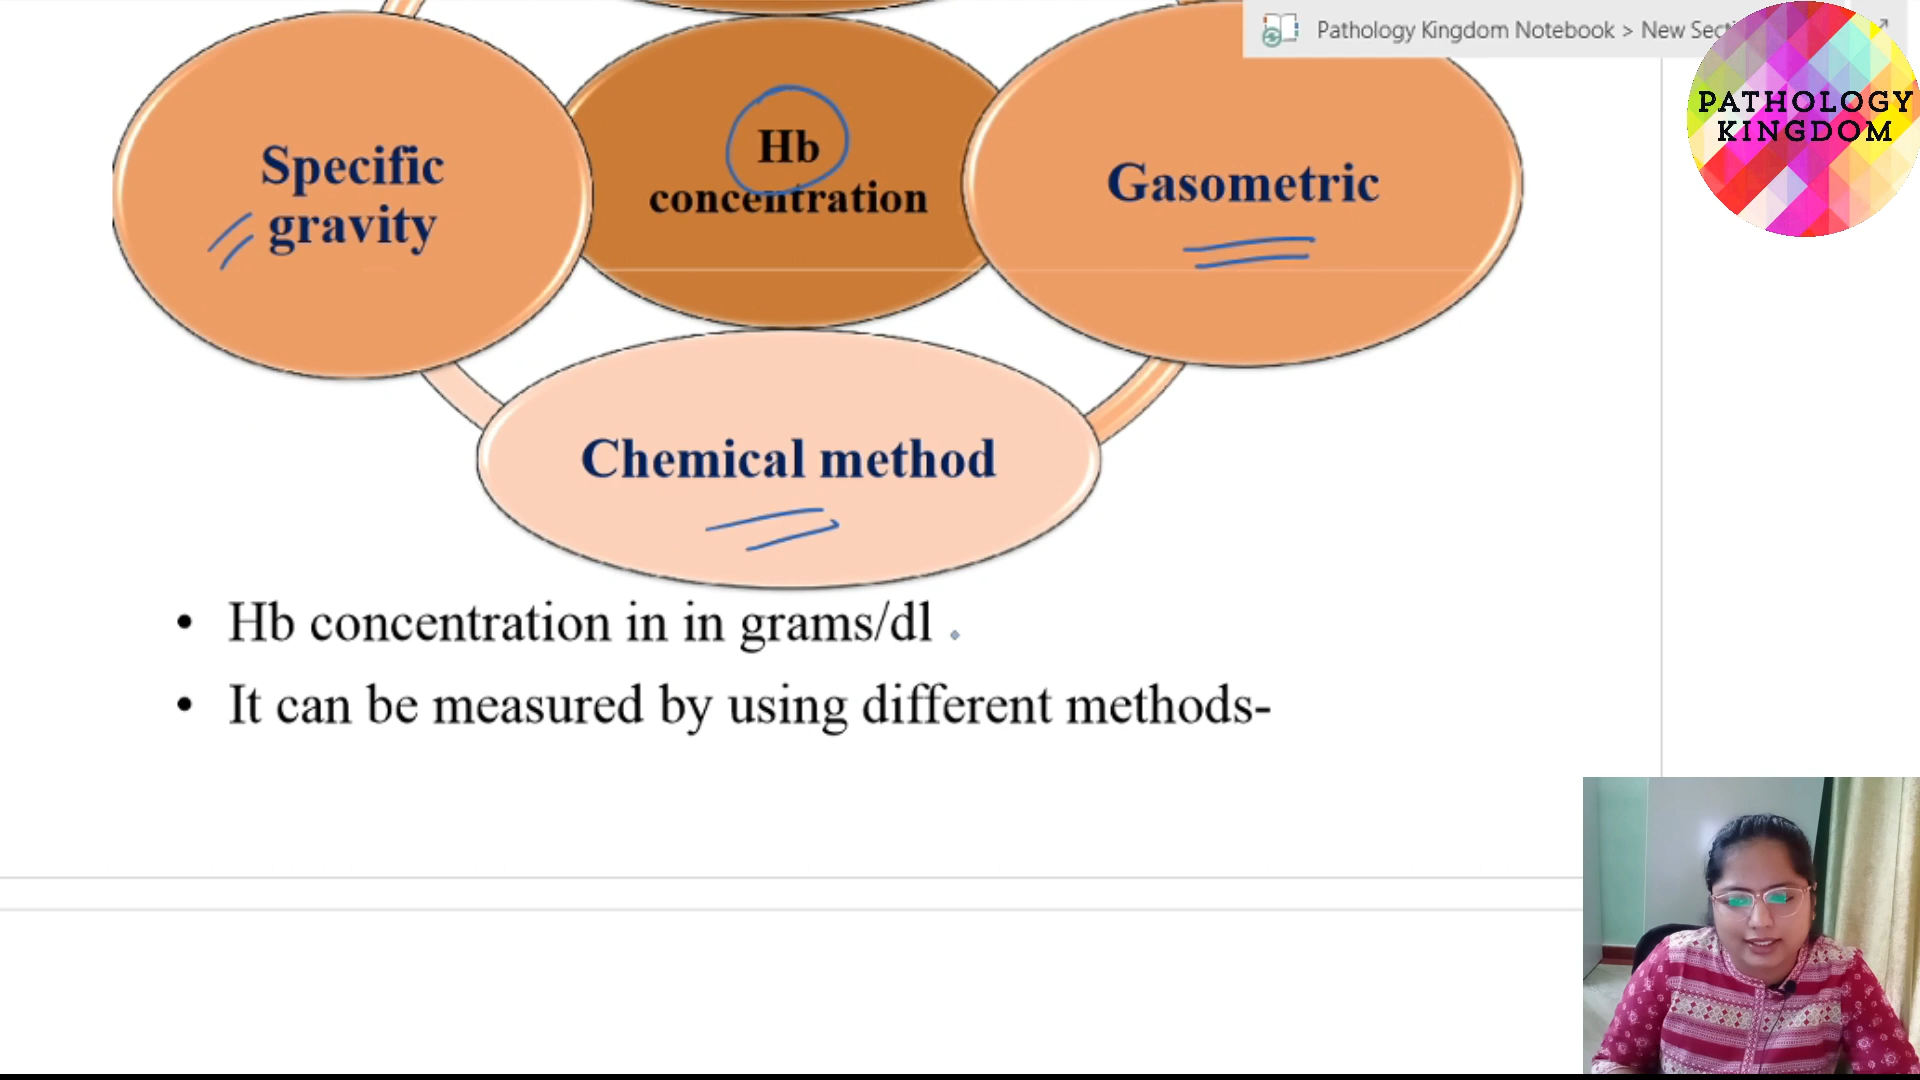 Pathology Kingdom Notebook > New Sec
PATHOLOGY
KINGDOM
Hb
concentration
Specific
gravity
Gasometric
Chemical method
• Hb concentration in in grams/dl
• It can be measured by using different methods-